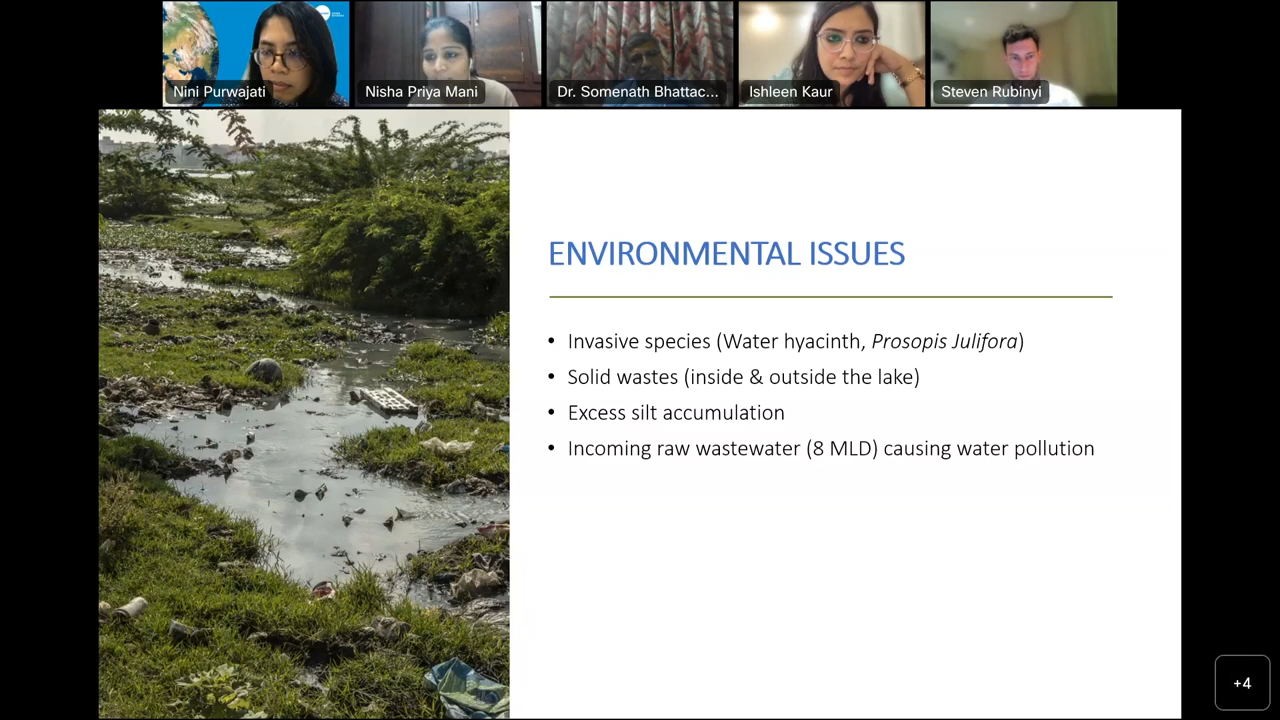 Nini Purwajati
Nisha Priya Mani
Dr. Somenath Bhattac...
Ishleen Kaur
Steven Rubinyi
ENVIRONMENTAL ISSUES
• Invasive species (Water hyacinth, Prosopis Julifora)
• Solid wastes (inside & outside the lake)
• Excess silt accumulation
• Incoming raw wastewater (8 MLD) causing water pollution
+4